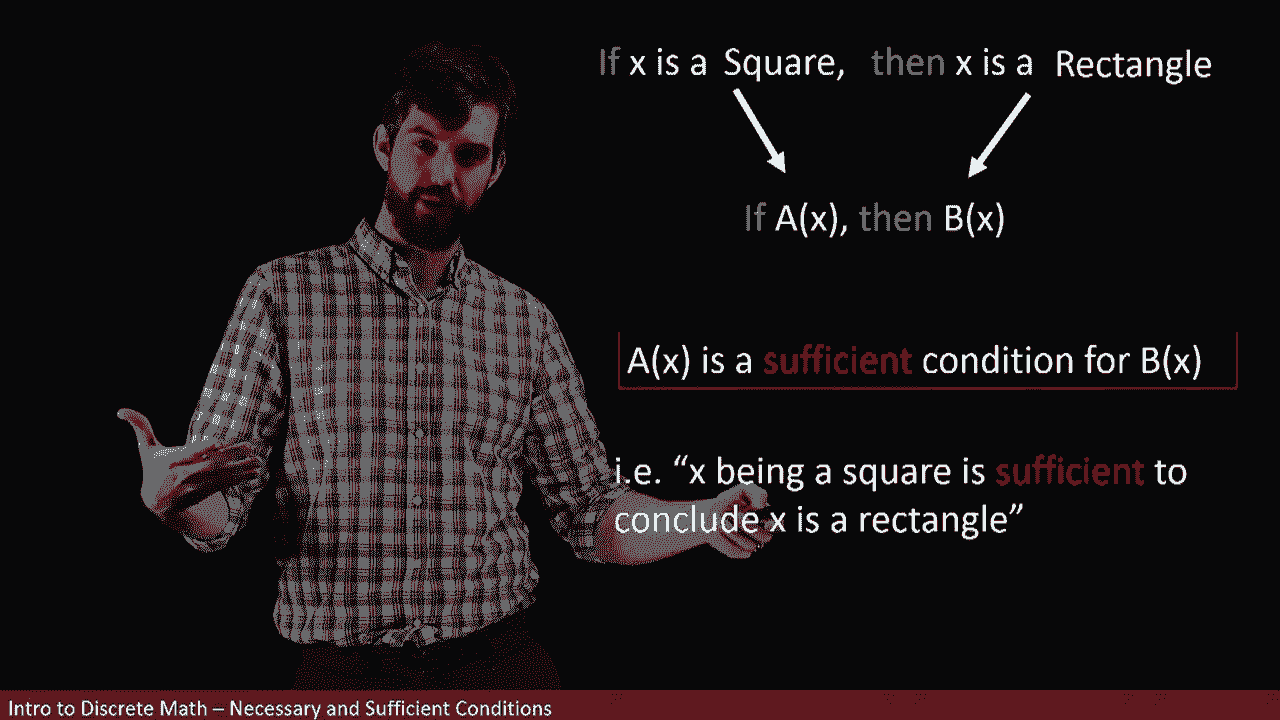 If x is a Square, then x is a Rectangle
If A(x), then B(x)
A(x) is a sufficient condition for B(x)
i.e. “x being a square is sufficient to
conclude x is a rectangle”
Intro to Discrete Math – Necessary and Sufficient Conditions